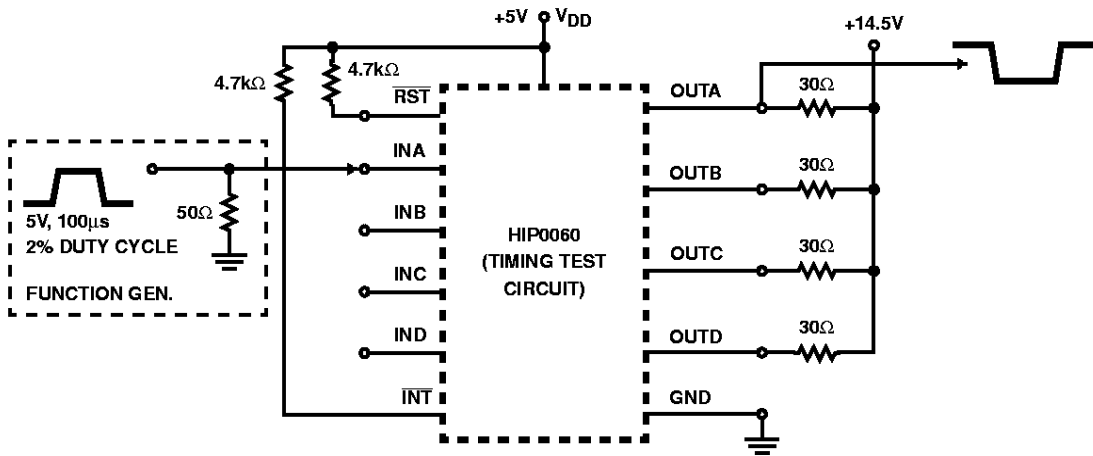 +5V
VDD
+14.5V
4.7kΩ
4.7kΩ
RST
OUTA
30Ω
INA
OUTB
30Ω
5V, 100µs
2% DUTY CYCLE
50Ω
FUNCTION GEN.
INB
HIP0060
(TIMING TEST
CIRCUIT)
INC
OUTC
30Ω
IND
OUTD
30Ω
INT
GND